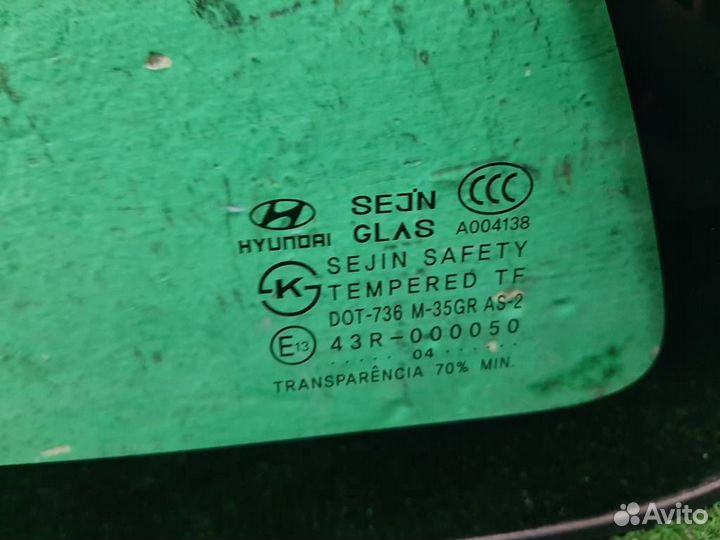 HYUNDAI
SEJIN
GLAS
CCC
A004138
K
SEJIN SAFETY
TEMPERED TF
DOT-736 M-35GR AS-2
E13
43R-000050
..... 04 ......
TRANSPARÊNCIA 70% MIN.
Avito